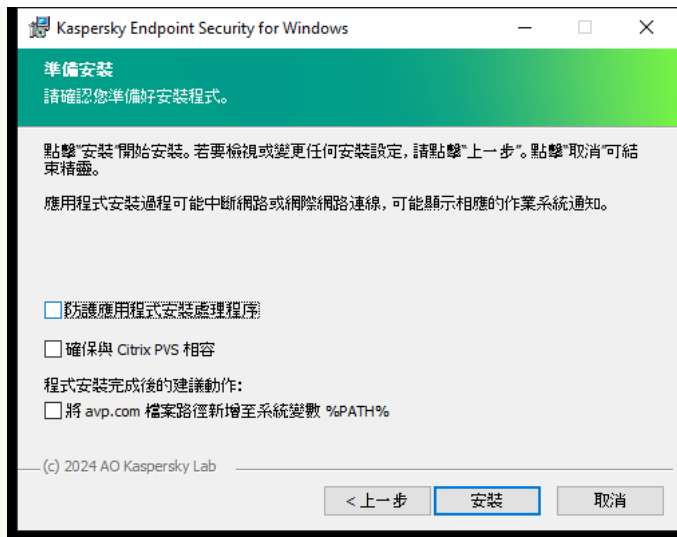 Kaspersky Endpoint Security for Windows
準備安裝
請確認您準備好安裝程式。
點擊"安裝"開始安裝。若要檢視或變更任何安裝設定，請點擊"上一步"。點擊"取消"可結
束精靈。
應用程式安裝過程可能中斷網路或網際網路連線，可能顯示相應的作業系統通知。
防護應用程式安裝處理程序
確保與 Citrix PVS 相容
程式安裝完成後的建議動作：
將 avp.com 檔案路徑新增至系統變數 %PATH%
(c) 2024 AO Kaspersky Lab
< 上一步 安裝 取消